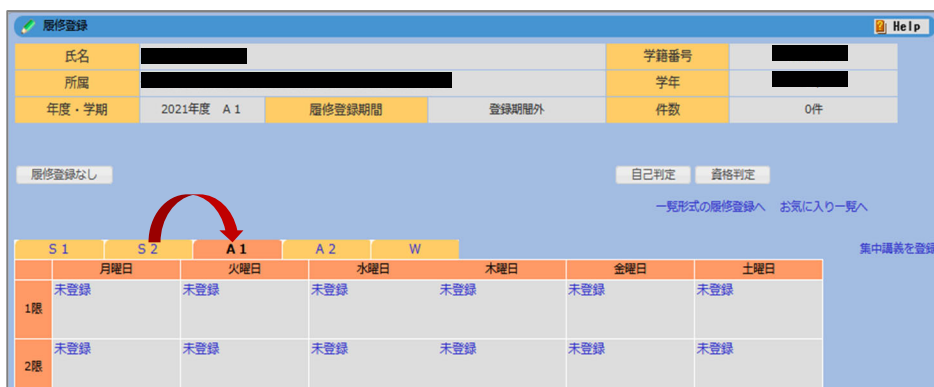 履修登録 Help
氏名 学籍番号
所属 学年
年度・学期 2021年度 A1 履修登録期間 登録期間外 件数 0件
履修登録なし 自己判定 資格判定
一覧形式の履修登録へ お気に入り一覧へ
S1 S2 A1 A2 W 集中講義を登録
月曜日 火曜日 水曜日 木曜日 金曜日 土曜日
1限 未登録 未登録 未登録 未登録 未登録 未登録
2限 未登録 未登録 未登録 未登録 未登録 未登録